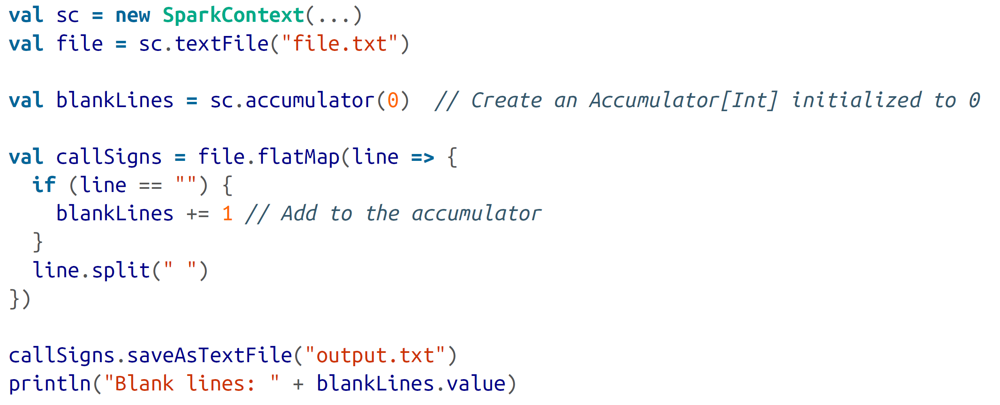 val sc = new SparkContext(...)
val file = sc.textFile("file.txt")

val blankLines = sc.accumulator(0)  // Create an Accumulator[Int] initialized to 0

val callSigns = file.flatMap(line => {
  if (line == "") {
    blankLines += 1 // Add to the accumulator
  }
  line.split(" ")
})

callSigns.saveAsTextFile("output.txt")
println("Blank lines: " + blankLines.value)